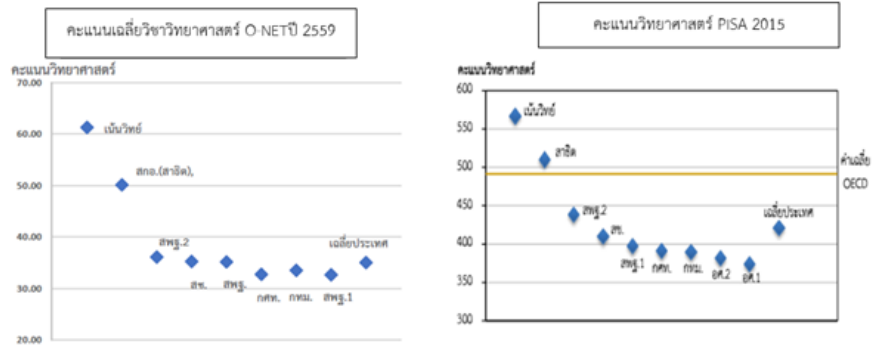 คะแนนเฉลี่ยวิชาวิทยาศาสตร์ O-NETปี 2559
คะแนนวิทยาศาสตร์
70.00
60.00
50.00
40.00
30.00
20.00
เน้นวิทย์
สกอ.(สาธิต),
สพฐ.2
สช.
สพฐ.
กศท.
กทม.
สพฐ.1
เฉลี่ยประเทศ
คะแนนวิทยาศาสตร์ PISA 2015
คะแนนวิทยาศาสตร์
600
550
500
450
400
350
300
เน้นวิทย์
สาธิต
สพฐ.2
สช.
สพฐ.1
กศท.
กทม.
อศ.2
อศ.1
เฉลี่ยประเทศ
ค่าเฉลี่ย
OECD